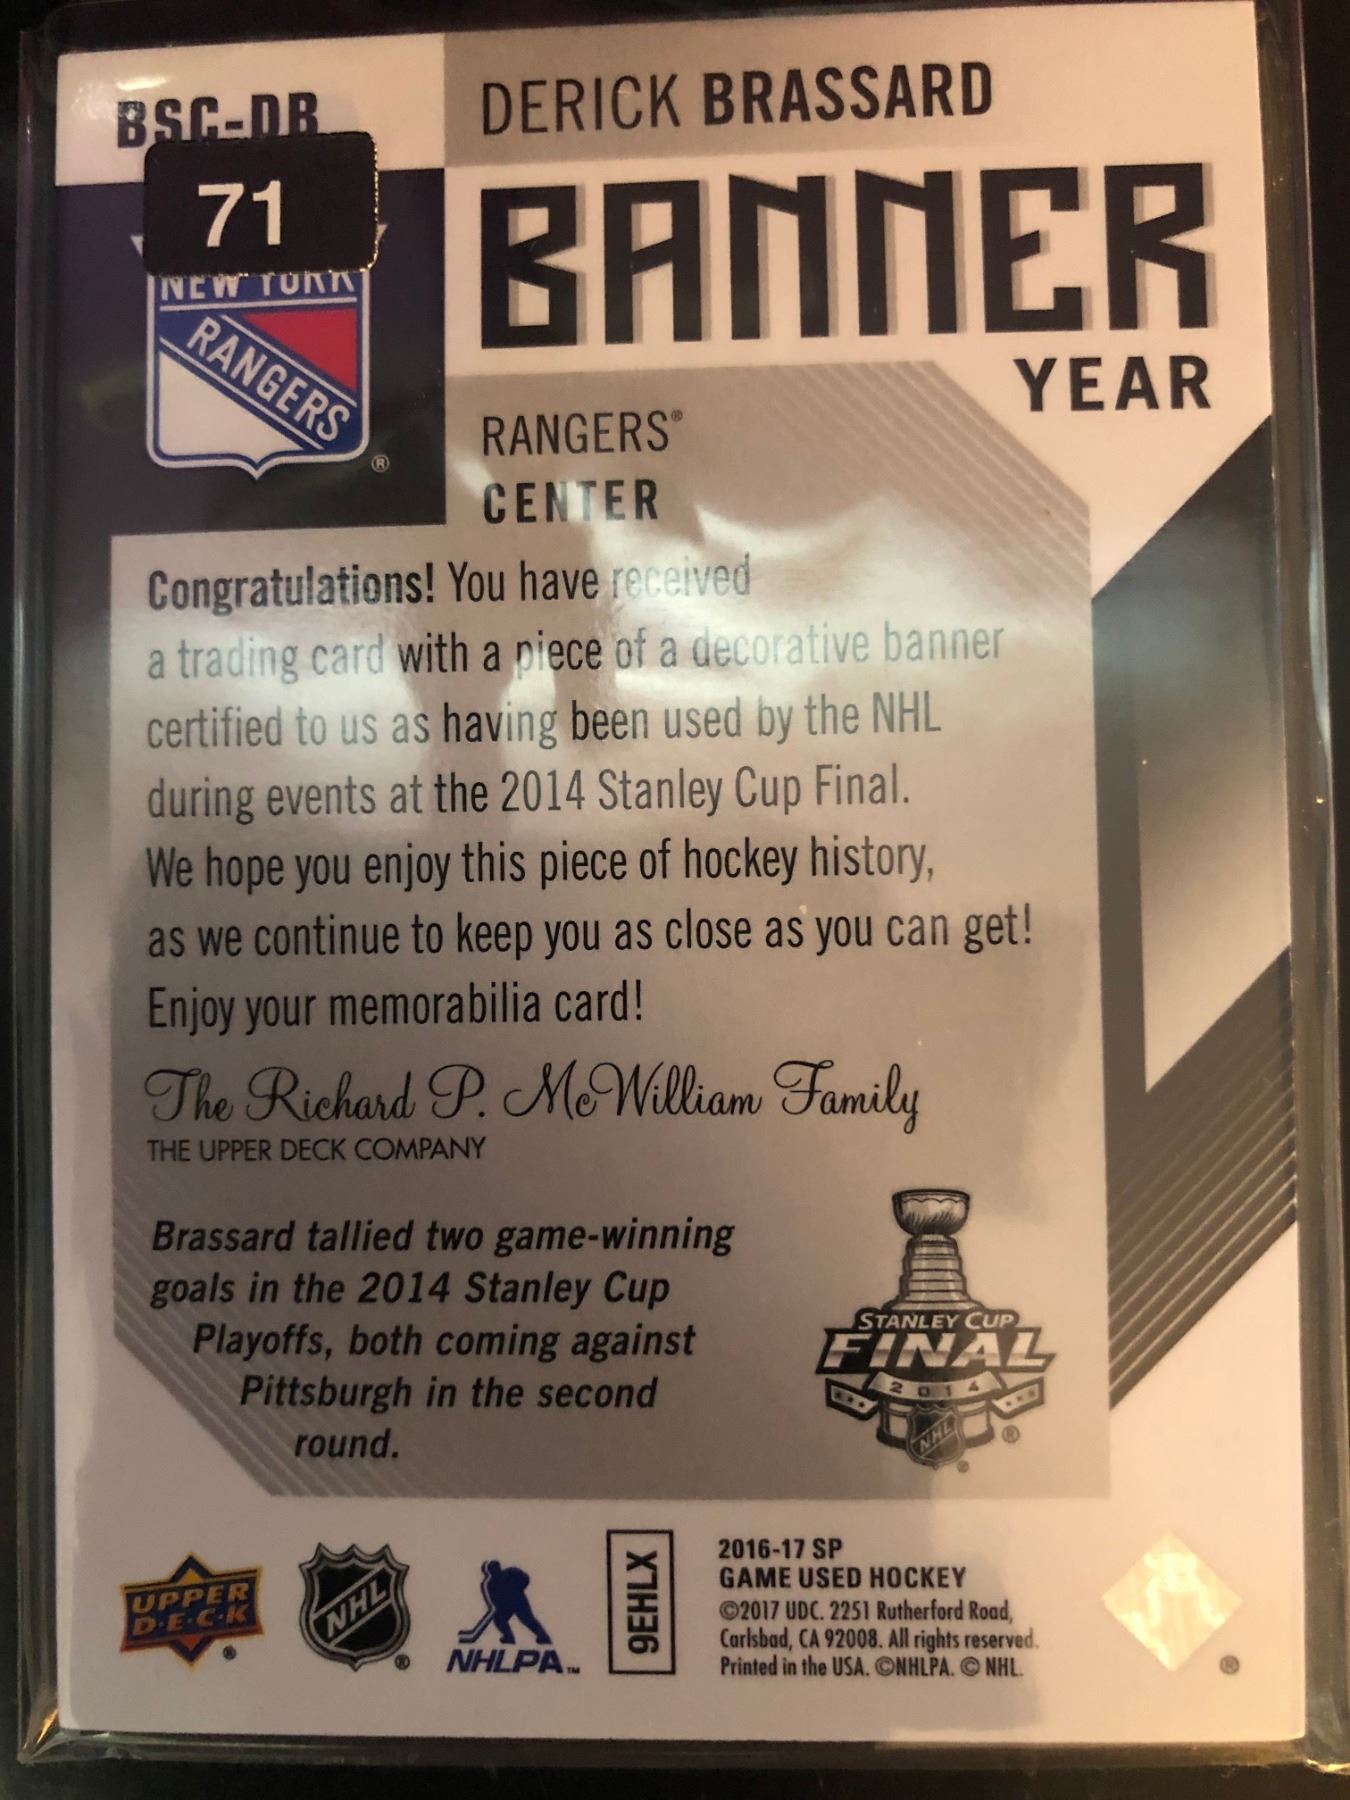 BSC-DB
DERICK BRASSARD
71
BANNER
YEAR
NEW YORK
RANGERS
®
RANGERS®
CENTER
Congratulations! You have received
a trading card with a piece of a decorative banner
certified to us as having been used by the NHL
during events at the 2014 Stanley Cup Final.
We hope you enjoy this piece of hockey history,
as we continue to keep you as close as you can get!
Enjoy your memorabilia card!
The Richard P. McWilliam Family
THE UPPER DECK COMPANY
Brassard tallied two game-winning
goals in the 2014 Stanley Cup
Playoffs, both coming against
Pittsburgh in the second
round.
STANLEY CUP
FINAL
2014
NHL
®
®
UPPER
D·E·C·K
®
NHL
®
NHLPA™
9EHLX
2016-17 SP
GAME USED HOCKEY
©2017 UDC. 2251 Rutherford Road,
Carlsbad, CA 92008. All rights reserved.
Printed in the USA. ©NHLPA. © NHL.
®